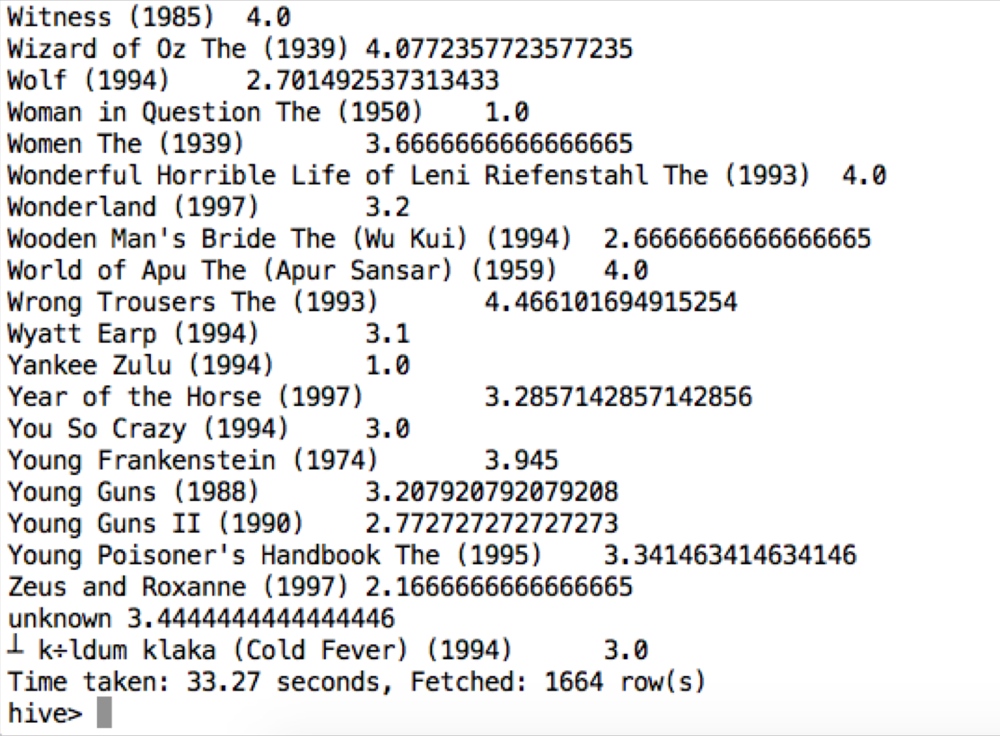 Witness (1985)  4.0
Wizard of Oz The (1939) 4.0772357723577235
Wolf (1994)     2.701492537313433
Woman in Question The (1950)    1.0
Women The (1939)        3.6666666666666665
Wonderful Horrible Life of Leni Riefenstahl The (1993)  4.0
Wonderland (1997)       3.2
Wooden Man's Bride The (Wu Kui) (1994)  2.6666666666666665
World of Apu The (Apur Sansar) (1959)   4.0
Wrong Trousers The (1993)       4.466101694915254
Wyatt Earp (1994)       3.1
Yankee Zulu (1994)      1.0
Year of the Horse (1997)        3.2857142857142856
You So Crazy (1994)     3.0
Young Frankenstein (1974)       3.945
Young Guns (1988)       3.207920792079208
Young Guns II (1990)    2.772727272727273
Young Poisoner's Handbook The (1995)    3.341463414634146
Zeus and Roxanne (1997) 2.1666666666666665
unknown 3.4444444444444446
┴ k÷ldum klaka (Cold Fever) (1994)      3.0
Time taken: 33.27 seconds, Fetched: 1664 row(s)
hive>